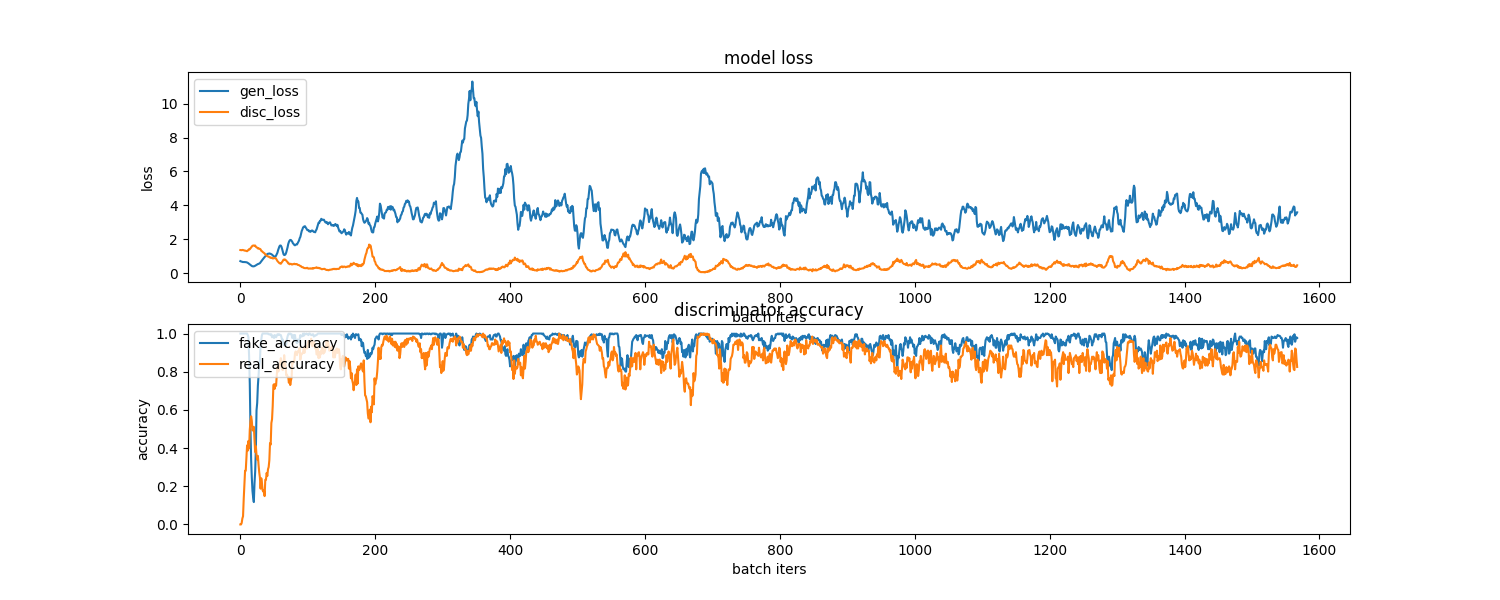 model loss
gen_loss
disc_loss
loss
10
8
6
4
2
0
0 200 400 600 800 1000 1200 1400 1600
batch iters
discriminator accuracy
fake_accuracy
real_accuracy
accuracy
1.0
0.8
0.6
0.4
0.2
0.0
0 200 400 600 800 1000 1200 1400 1600
batch iters